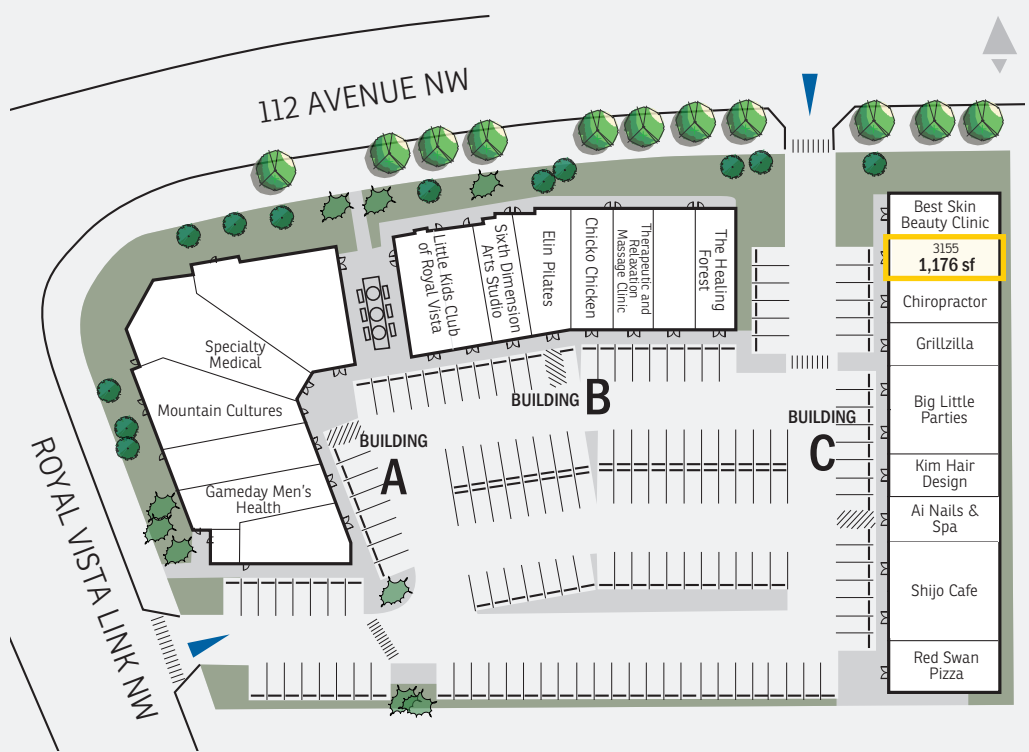 112 AVENUE NW
ROYAL VISTA LINK NW
Specialty
Medical
Mountain Cultures
Gameday Men's
Health
BUILDING
A
Little Kids Club
of Royal Vista
Sixth Dimension
Arts Studio
Elin Pilates
Chicko Chicken
Therapeutic and
Relaxation
Massage Clinic
The Healing
Forest
BUILDING B
BUILDING
C
Best Skin
Beauty Clinic
3155
1,176 sf
Chiropractor
Grillzilla
Big Little
Parties
Kim Hair
Design
Ai Nails &
Spa
Shijo Cafe
Red Swan
Pizza